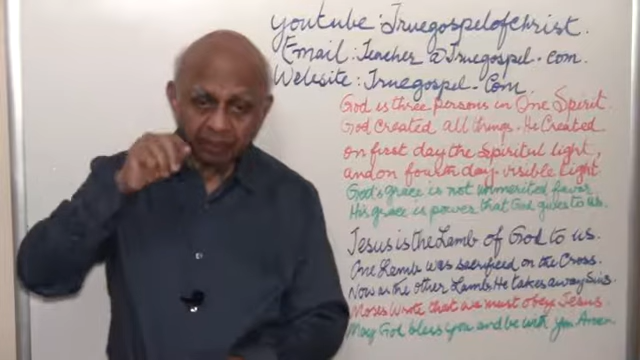 youtube: Truegospelofchrist.
Email: Teacher@Truegospel.com.
Website: Truegospel.Com.
God is three persons in One Spirit.
God created all things. He Created
on first day the spiritul light,
and on fourth day visible light
God's grace is not unmerited favor
His grace is power that God gives to us.
Jesus is the Lamb of God to us.
One Lamb was sacrificed on the Cross.
Now as the other Lamb, He takes away Sins.
Moses wrote that we must obey Jesus.
May God bless you and be with you Amen